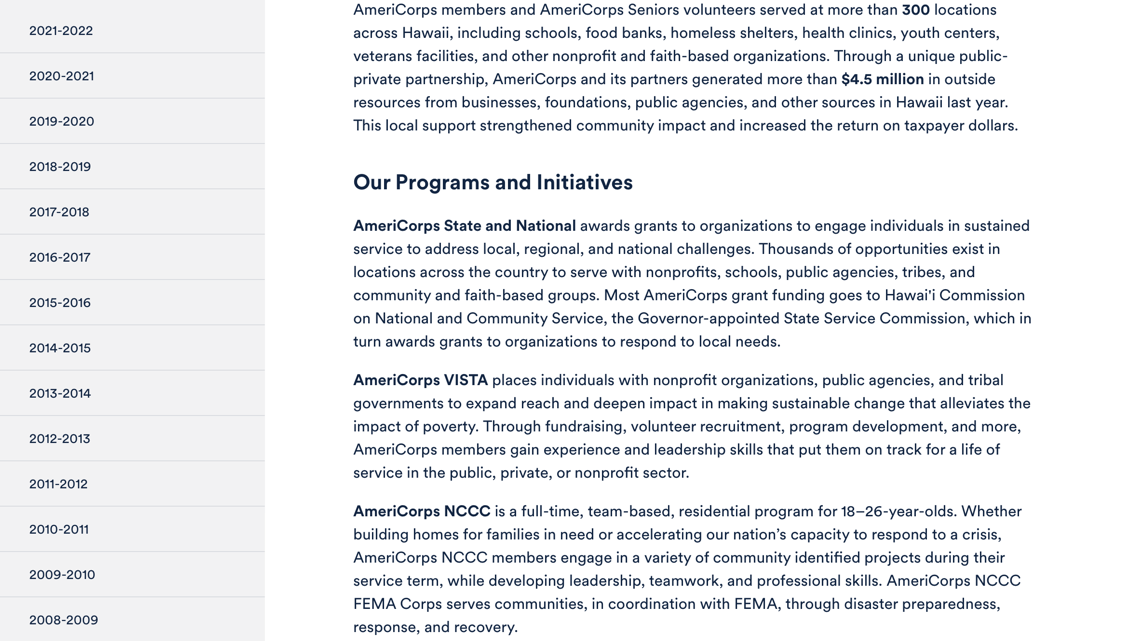 2021-2022
2020-2021
2019-2020
2018-2019
2017-2018
2016-2017
2015-2016
2014-2015
2013-2014
2012-2013
2011-2012
2010-2011
2009-2010
2008-2009
AmeriCorps members and AmeriCorps Seniors volunteers served at more than 300 locations
across Hawaii, including schools, food banks, homeless shelters, health clinics, youth centers,
veterans facilities, and other nonprofit and faith-based organizations. Through a unique public-
private partnership, AmeriCorps and its partners generated more than $4.5 million in outside
resources from businesses, foundations, public agencies, and other sources in Hawaii last year.
This local support strengthened community impact and increased the return on taxpayer dollars.
Our Programs and Initiatives
AmeriCorps State and National awards grants to organizations to engage individuals in sustained
service to address local, regional, and national challenges. Thousands of opportunities exist in
locations across the country to serve with nonprofits, schools, public agencies, tribes, and
community and faith-based groups. Most AmeriCorps grant funding goes to Hawai'i Commission
on National and Community Service, the Governor-appointed State Service Commission, which in
turn awards grants to organizations to respond to local needs.
AmeriCorps VISTA places individuals with nonprofit organizations, public agencies, and tribal
governments to expand reach and deepen impact in making sustainable change that alleviates the
impact of poverty. Through fundraising, volunteer recruitment, program development, and more,
AmeriCorps members gain experience and leadership skills that put them on track for a life of
service in the public, private, or nonprofit sector.
AmeriCorps NCCC is a full-time, team-based, residential program for 18–26-year-olds. Whether
building homes for families in need or accelerating our nation’s capacity to respond to a crisis,
AmeriCorps NCCC members engage in a variety of community identified projects during their
service term, while developing leadership, teamwork, and professional skills. AmeriCorps NCCC
FEMA Corps serves communities, in coordination with FEMA, through disaster preparedness,
response, and recovery.